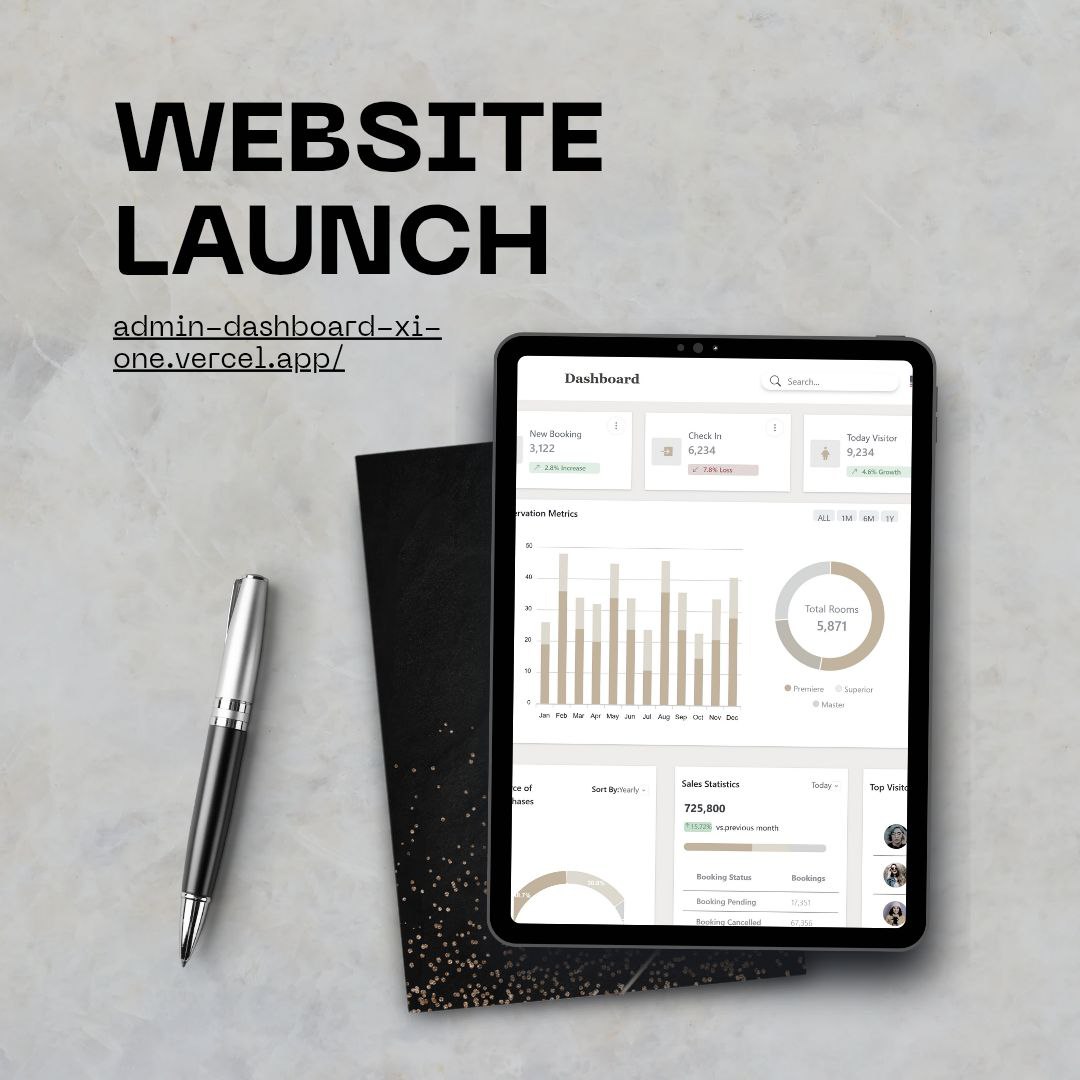 WEBSITE
LAUNCH
admin-dashboard-xi-
one.vercel.app/
Dashboard
Search...
New Booking
3,122
2.8% Increase
Check In
6,234
7.8% Loss
Today Visitor
9,234
4.6% Growth
ervation Metrics
ALL 1M 6M 1Y
50
40
30
20
10
0
Jan Feb Mar Apr May Jun Jul Aug Sep Oct Nov Dec
Total Rooms
5,871
Premiere Superior
Master
rce of
hases
Sort By:Yearly
Sales Statistics
Today
725,800
15.72% vs.previous month
Booking Status Bookings
Booking Pending 17,351
Booking Cancelled 67,356
Top Visito